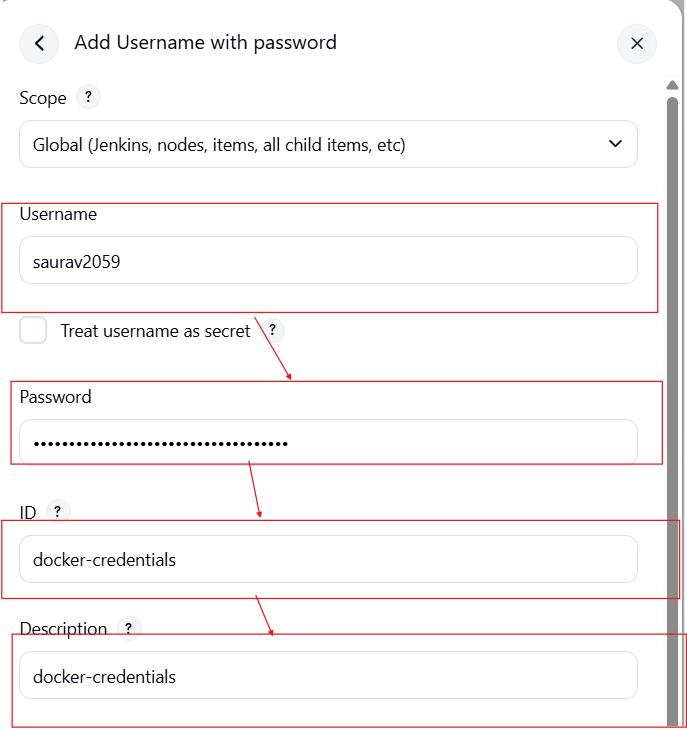 Add Username with password
Scope ?
Global (Jenkins, nodes, items, all child items, etc)
Username
saurav2059
Treat username as secret ?
Password
••••••••••••••••••••••••••••••••••••
ID ?
docker-credentials
Description ?
docker-credentials